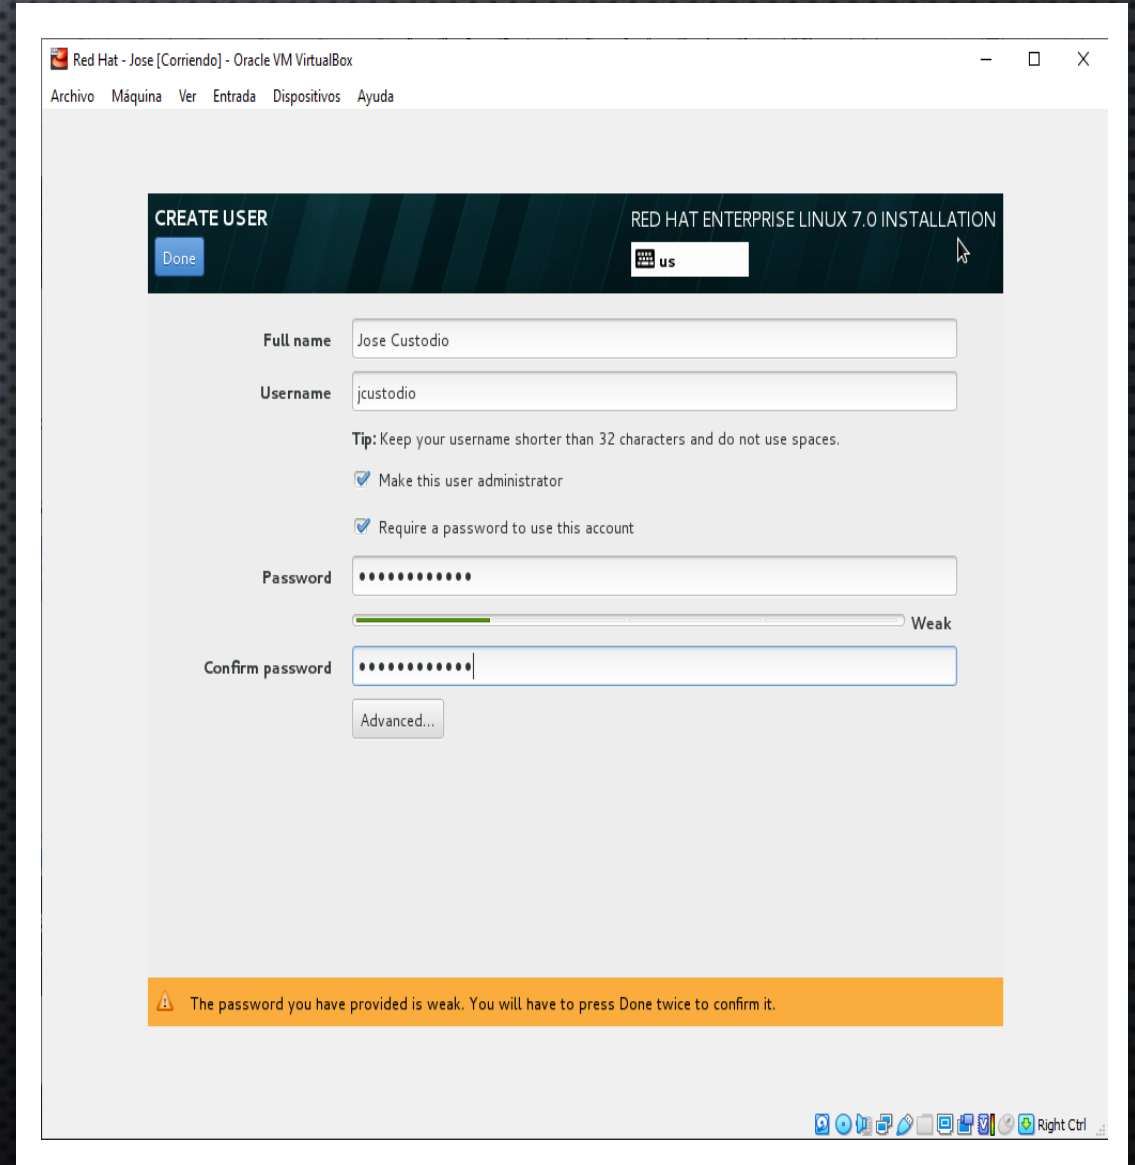 Red Hat - Jose [Corriendo] - Oracle VM VirtualBox
Archivo Máquina Ver Entrada Dispositivos Ayuda
CREATE USER
RED HAT ENTERPRISE LINUX 7.0 INSTALLATION
Done
us
Full name
Jose Custodio
Username
jcustodio
Tip: Keep your username shorter than 32 characters and do not use spaces.
Make this user administrator
Require a password to use this account
Password
••••••••••••
Weak
Confirm password
••••••••••••
Advanced...
The password you have provided is weak. You will have to press Done twice to confirm it.
Right Ctrl